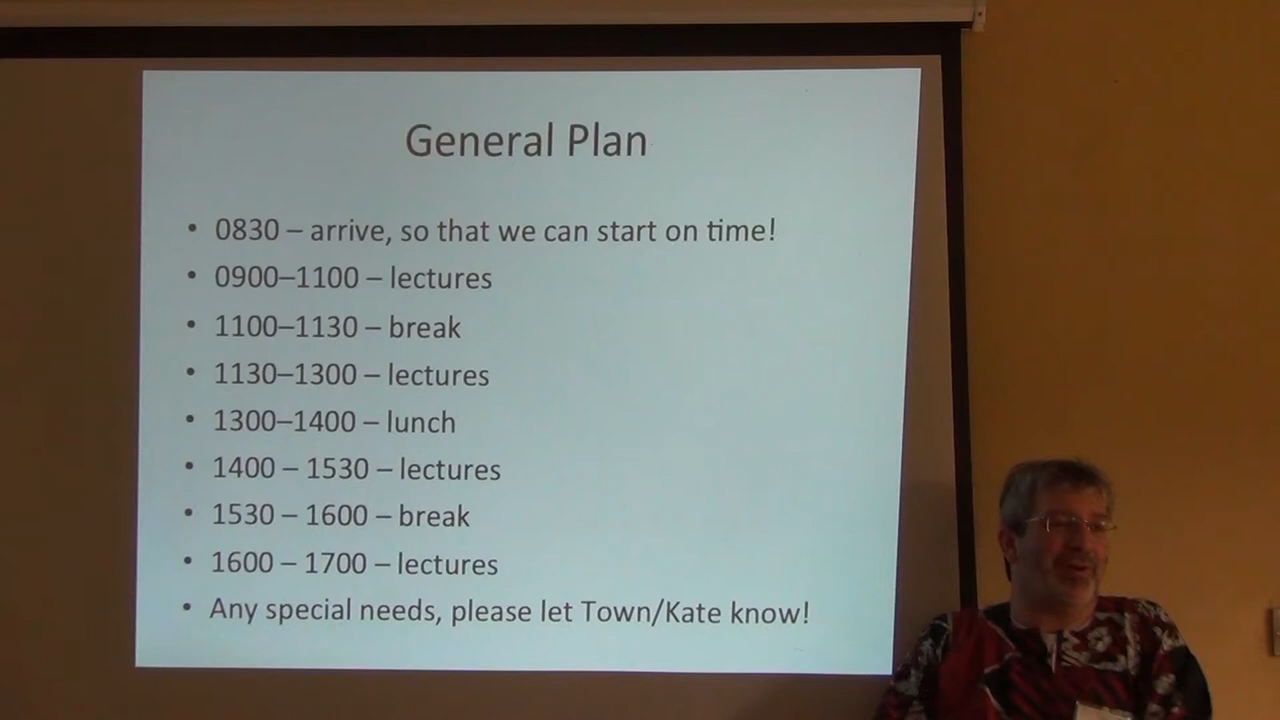 General Plan
• 0830 – arrive, so that we can start on time!
• 0900–1100 – lectures
• 1100–1130 – break
• 1130–1300 – lectures
• 1300–1400 – lunch
• 1400 – 1530 – lectures
• 1530 – 1600 – break
• 1600 – 1700 – lectures
• Any special needs, please let Town/Kate know!